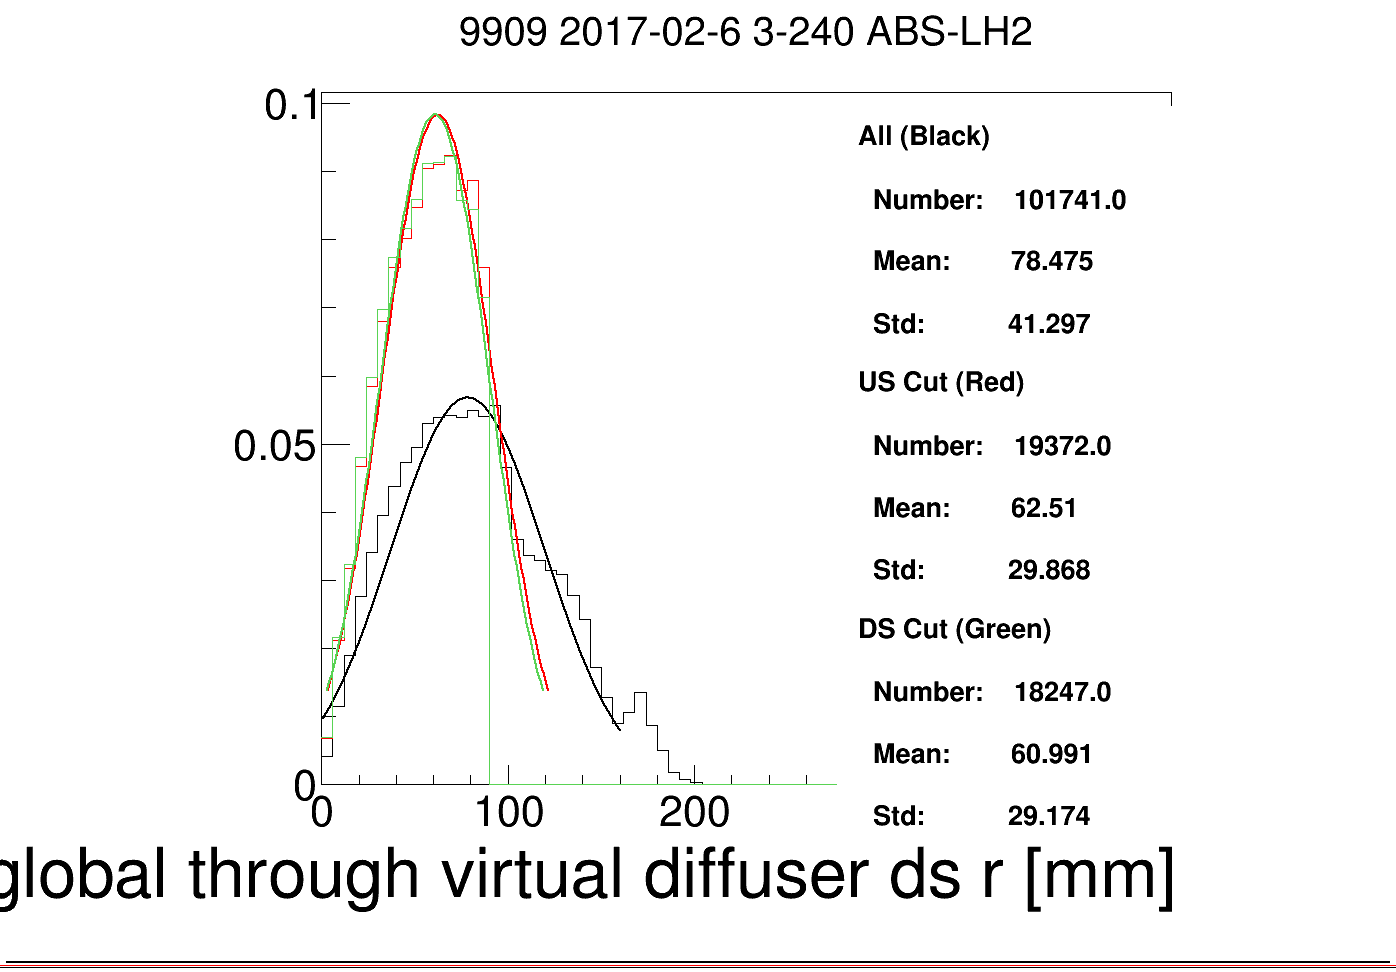 9909 2017-02-6 3-240 ABS-LH2
0.1
0.05
0
0 100 200
All (Black)
Number: 101741.0
Mean: 78.475
Std: 41.297
US Cut (Red)
Number: 19372.0
Mean: 62.51
Std: 29.868
DS Cut (Green)
Number: 18247.0
Mean: 60.991
Std: 29.174
global through virtual diffuser ds r [mm]